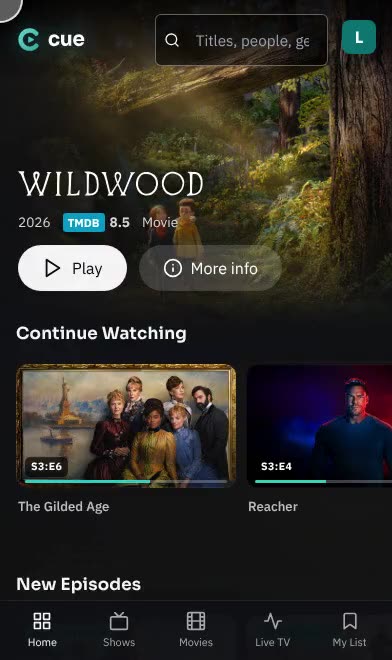 cue
Titles, people, ge
L
WILDWOOD
2026 TMDB 8.5 Movie
Play
More info
Continue Watching
S3:E6
S3:E4
The Gilded Age
Reacher
New Episodes
Home
Shows
Movies
Live TV
My List